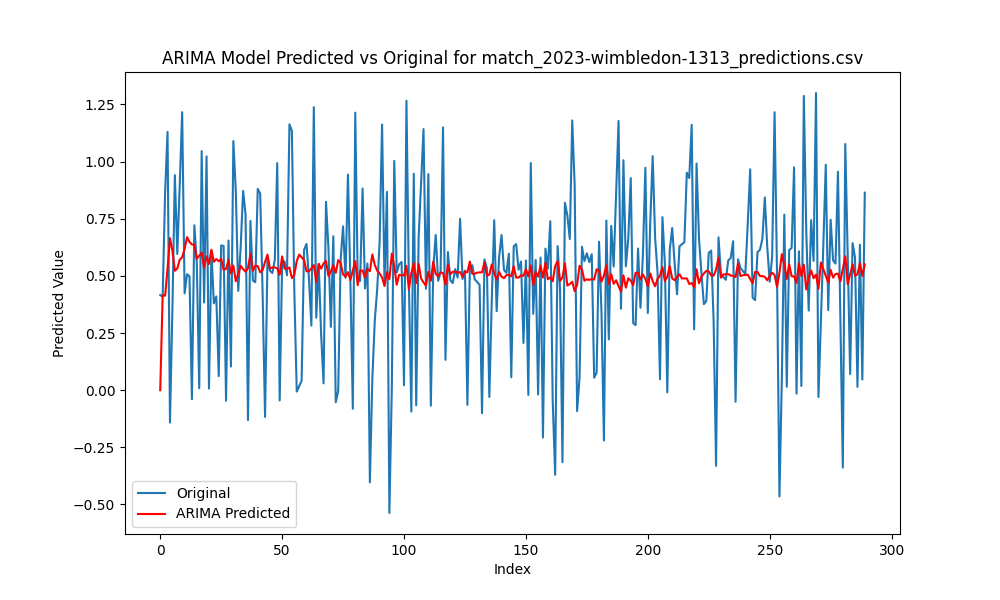 ARIMA Model Predicted vs Original for match_2023-wimbledon-1313_predictions.csv
Predicted Value
1.25
1.00
0.75
0.50
0.25
0.00
−0.25
−0.50
Original
ARIMA Predicted
0 50 100 150 200 250 300
Index